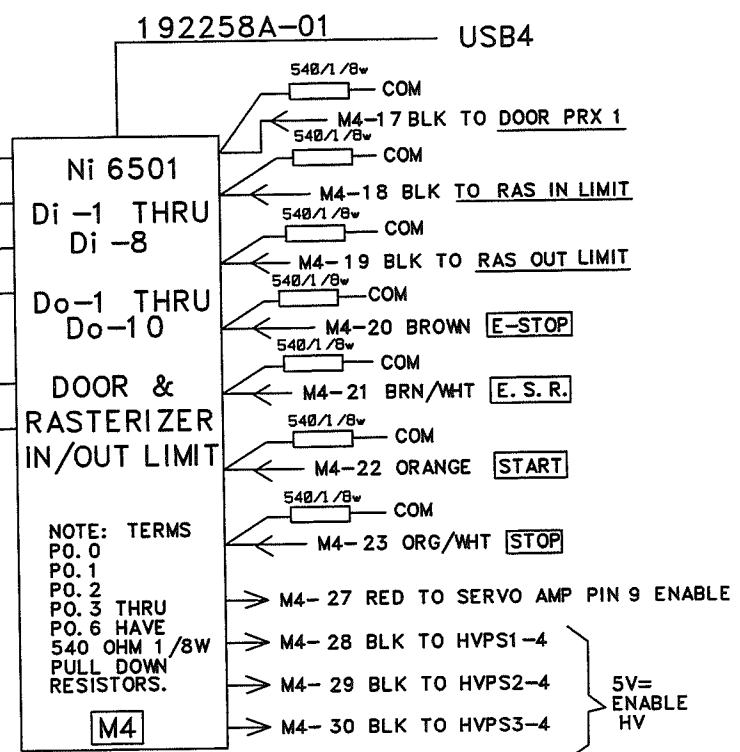 192258A-01 USB4
540/1/8w
COM
M4-17 BLK TO DOOR PRX 1
540/1/8w
COM
M4-18 BLK TO RAS IN LIMIT
540/1/8w
COM
M4-19 BLK TO RAS OUT LIMIT
540/1/8w
COM
M4-20 BROWN E-STOP
540/1/8w
COM
M4-21 BRN/WHT E.S.R.
540/1/8w
COM
M4-22 ORANGE START
540/1/8w
COM
M4-23 ORG/WHT STOP
M4-27 RED TO SERVO AMP PIN 9 ENABLE
M4-28 BLK TO HVPS1-4
M4-29 BLK TO HVPS2-4
M4-30 BLK TO HVPS3-4
5V=
ENABLE
HV
Ni 6501
Di-1 THRU
Di-8
Do-1 THRU
Do-10
DOOR &
RASTERIZER
IN/OUT LIMIT
NOTE: TERMS
PO.0
PO.1
PO.2
PO.3 THRU
PO.6 HAVE
540 OHM 1/8W
PULL DOWN
RESISTORS.
M4